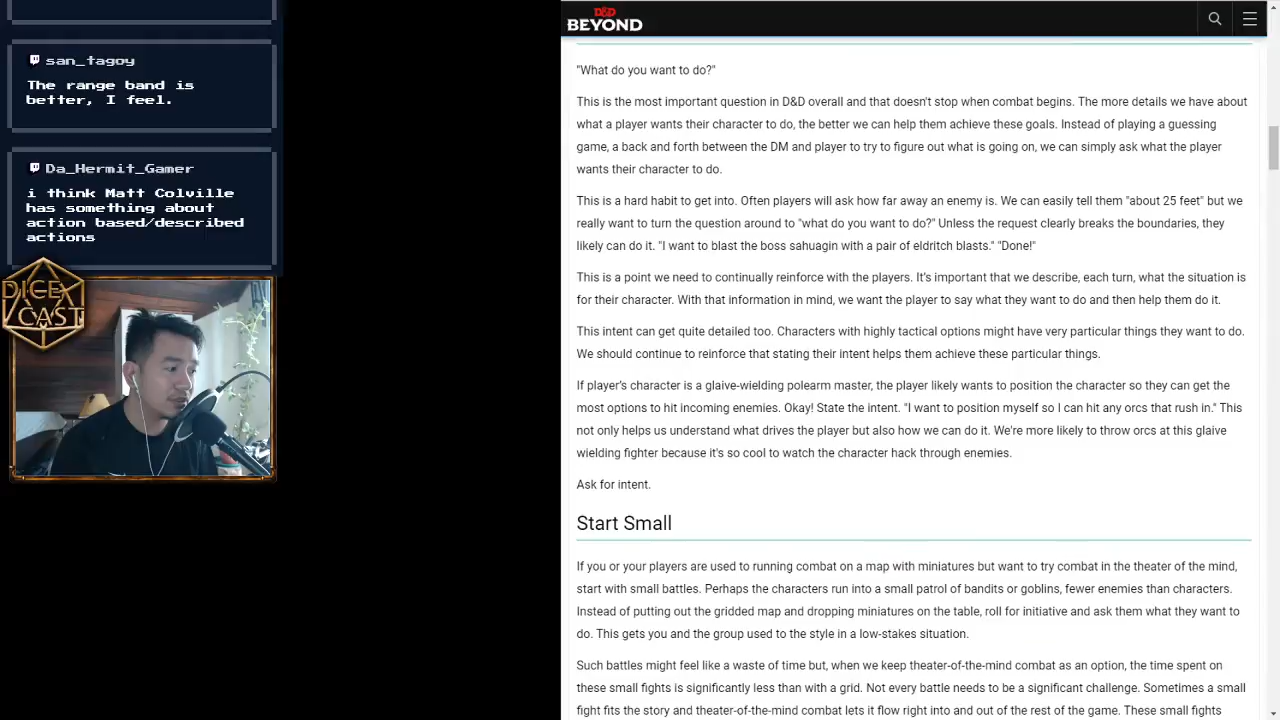 san_tagoy
The range band is
better, I feel.
Da_Hermit_Gamer
i think Matt Colville
has something about
action based/described
actions
DICE
CAST
D&D
BEYOND
"What do you want to do?"
This is the most important question in D&D overall and that doesn't stop when combat begins. The more details we have about
what a player wants their character to do, the better we can help them achieve these goals. Instead of playing a guessing
game, a back and forth between the DM and player to try to figure out what is going on, we can simply ask what the player
wants their character to do.
This is a hard habit to get into. Often players will ask how far away an enemy is. We can easily tell them "about 25 feet" but we
really want to turn the question around to "what do you want to do?" Unless the request clearly breaks the boundaries, they
likely can do it. "I want to blast the boss sahuagin with a pair of eldritch blasts." "Done!"
This is a point we need to continually reinforce with the players. It's important that we describe, each turn, what the situation is
for their character. With that information in mind, we want the player to say what they want to do and then help them do it.
This intent can get quite detailed too. Characters with highly tactical options might have very particular things they want to do.
We should continue to reinforce that stating their intent helps them achieve these particular things.
If player's character is a glaive-wielding polearm master, the player likely wants to position the character so they can get the
most options to hit incoming enemies. Okay! State the intent. "I want to position myself so I can hit any orcs that rush in." This
not only helps us understand what drives the player but also how we can do it. We're more likely to throw orcs at this glaive
wielding fighter because it's so cool to watch the character hack through enemies.
Ask for intent.
Start Small
If you or your players are used to running combat on a map with miniatures but want to try combat in the theater of the mind,
start with small battles. Perhaps the characters run into a small patrol of bandits or goblins, fewer enemies than characters.
Instead of putting out the gridded map and dropping miniatures on the table, roll for initiative and ask them what they want to
do. This gets you and the group used to the style in a low-stakes situation.
Such battles might feel like a waste of time but, when we keep theater-of-the-mind combat as an option, the time spent on
these small fights is significantly less than with a grid. Not every battle needs to be a significant challenge. Sometimes a small
fight fits the story and theater-of-the-mind combat lets it flow right into and out of the rest of the game. These small fights